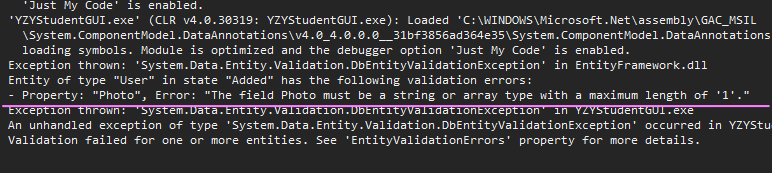 'Just My Code' is enabled.
'YZYStudentGUI.exe' (CLR v4.0.30319: YZYStudentGUI.exe): Loaded 'C:\WINDOWS\Microsoft.Net\assembly\GAC_MSIL
\System.ComponentModel.DataAnnotations\v4.0_4.0.0.0__31bf3856ad364e35\System.ComponentModel.DataAnnotations
loading symbols. Module is optimized and the debugger option 'Just My Code' is enabled.
Exception thrown: 'System.Data.Entity.Validation.DbEntityValidationException' in EntityFramework.dll
Entity of type "User" in state "Added" has the following validation errors:
- Property: "Photo", Error: "The field Photo must be a string or array type with a maximum length of '1'."
Exception thrown: 'System.Data.Entity.Validation.DbEntityValidationException' in YZYStudentGUI.exe
An unhandled exception of type 'System.Data.Entity.Validation.DbEntityValidationException' occurred in YZYStude
Validation failed for one or more entities. See 'EntityValidationErrors' property for more details.